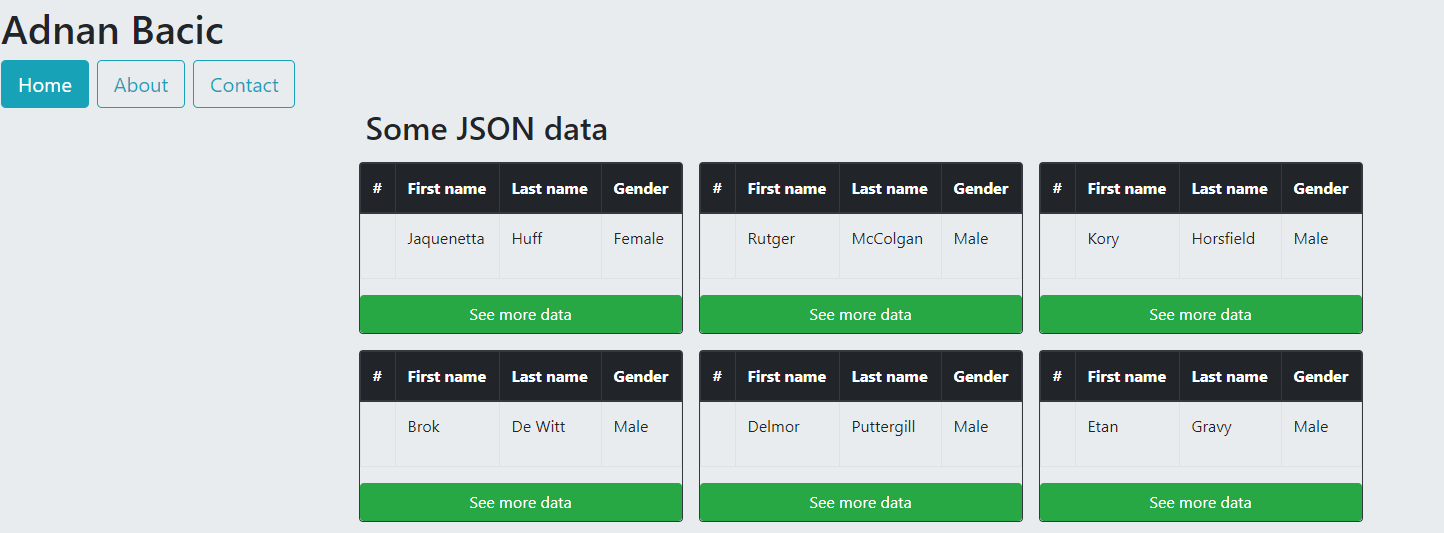 Adnan Bacic
Home About Contact
Some JSON data
# First name Last name Gender # First name Last name Gender # First name Last name Gender
Jaquenetta Huff Female Rutger McColgan Male Kory Horsfield Male
See more data See more data See more data
# First name Last name Gender # First name Last name Gender # First name Last name Gender
Brok De Witt Male Delmor Puttergill Male Etan Gravy Male
See more data See more data See more data